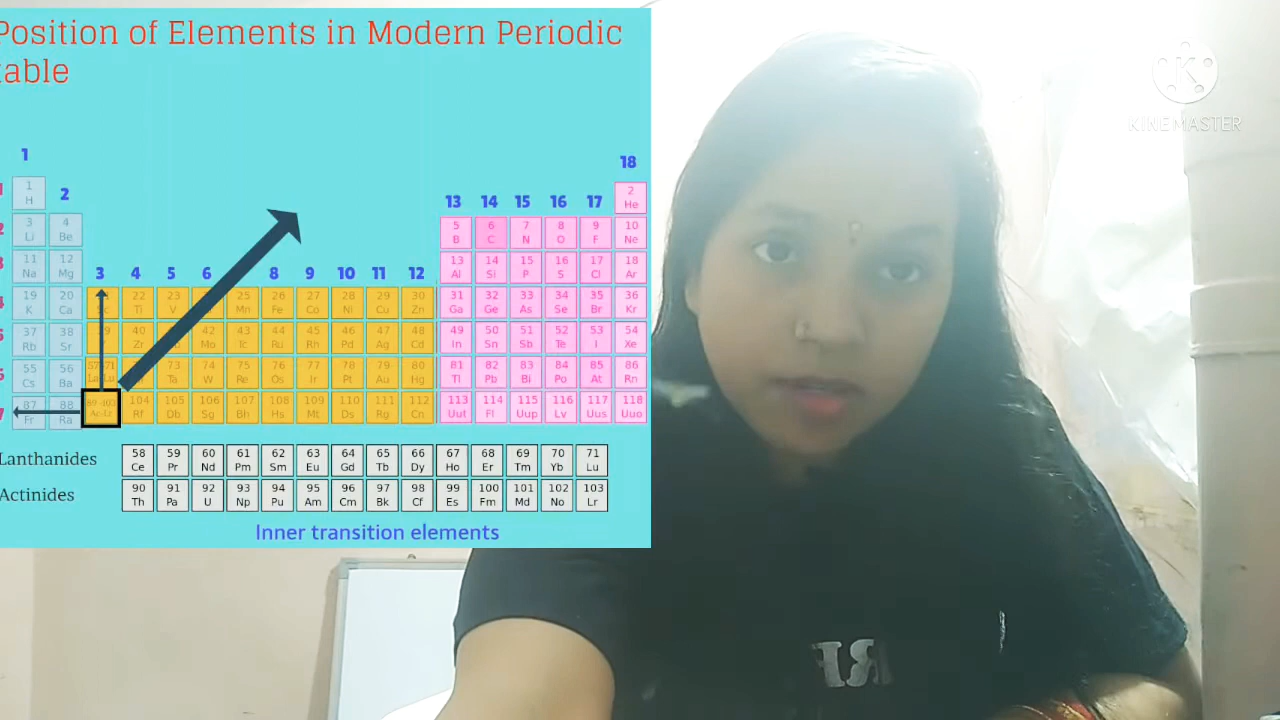 Position of Elements in Modern Periodic
table
1
18
2
13 14 15 16 17
3 4 5 6 8 9 10 11 12
1 H
2 He
3 Li 4 Be 5 B 6 C 7 N 8 O 9 F 10 Ne
11 Na 12 Mg 13 Al 14 Si 15 P 16 S 17 Cl 18 Ar
19 K 20 Ca 22 Ti 23 V 25 Mn 26 Fe 27 Co 28 Ni 29 Cu 30 Zn 31 Ga 32 Ge 33 As 34 Se 35 Br 36 Kr
37 Rb 38 Sr 40 Zr 42 Mo 43 Tc 44 Ru 45 Rh 46 Pd 47 Ag 48 Cd 49 In 50 Sn 51 Sb 52 Te 53 I 54 Xe
55 Cs 56 Ba 73 Ta 74 W 75 Re 76 Os 77 Ir 78 Pt 79 Au 80 Hg 81 Tl 82 Pb 83 Bi 84 Po 85 At 86 Rn
87 Fr 88 Ra 89-103 Ac-Lr 104 Rf 105 Db 106 Sg 107 Bh 108 Hs 109 Mt 110 Ds 111 Rg 112 Cn 113 Uut 114 Fl 115 Uup 116 Lv 117 Uus 118 Uuo
Lanthanides 58 Ce 59 Pr 60 Nd 61 Pm 62 Sm 63 Eu 64 Gd 65 Tb 66 Dy 67 Ho 68 Er 69 Tm 70 Yb 71 Lu
Actinides 90 Th 91 Pa 92 U 93 Np 94 Pu 95 Am 96 Cm 97 Bk 98 Cf 99 Es 100 Fm 101 Md 102 No 103 Lr
Inner transition elements
K
KINEMASTER